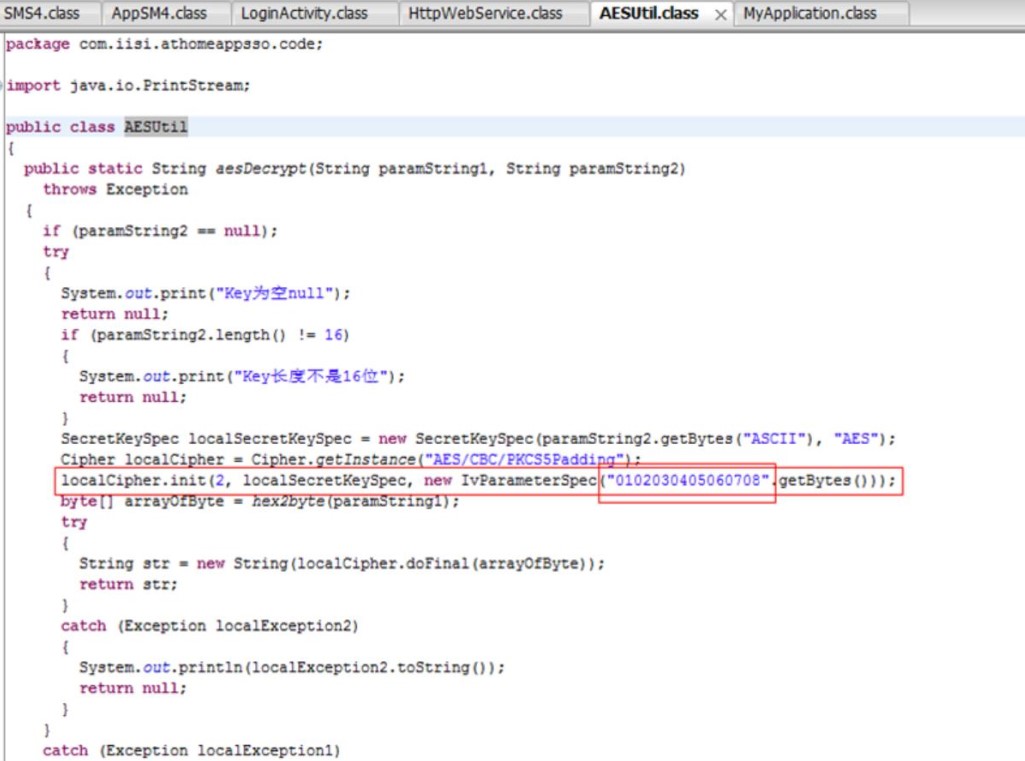 SMS4.class AppSM4.class LoginActivity.class HttpWebService.class AESUtil.class MyApplication.class
package com.iisi.athomeappsso.code;
import java.io.PrintStream;
public class AESUtil
{
public static String aesDecrypt(String paramString1, String paramString2)
throws Exception
{
if (paramString2 == null);
try
{
System.out.print("Key为空null");
return null;
if (paramString2.length() != 16)
{
System.out.print("Key长度不是16位");
return null;
}
SecretKeySpec localSecretKeySpec = new SecretKeySpec(paramString2.getBytes("ASCII"), "AES");
Cipher localCipher = Cipher.getInstance("AES/CBC/PKCS5Padding");
localCipher.init(2, localSecretKeySpec, new IvParameterSpec("0102030405060708".getBytes()));
byte[] arrayOfByte = hex2byte(paramString1);
try
{
String str = new String(localCipher.doFinal(arrayOfByte));
return str;
}
catch (Exception localException2)
{
System.out.println(localException2.toString());
return null;
}
}
catch (Exception localException1)